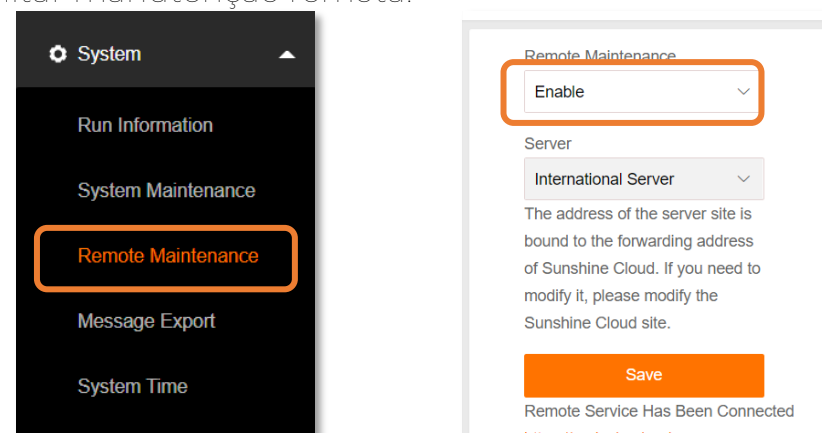 manutenção remota.
System
Run Information
System Maintenance
Remote Maintenance
Message Export
System Time
Remote Maintenance
Enable
Server
International Server
The address of the server site is
bound to the forwarding address
of Sunshine Cloud. If you need to
modify it, please modify the
Sunshine Cloud site.
Save
Remote Service Has Been Connected